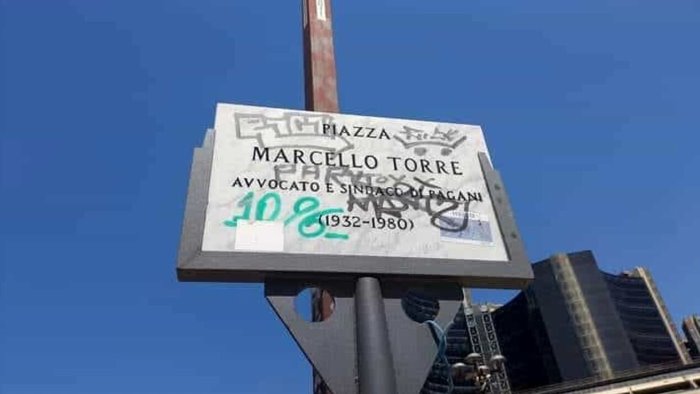 PIAZZA
MARCELLO TORRE
AVVOCATO E SINDACO DI PAGANI
(1932-1980)